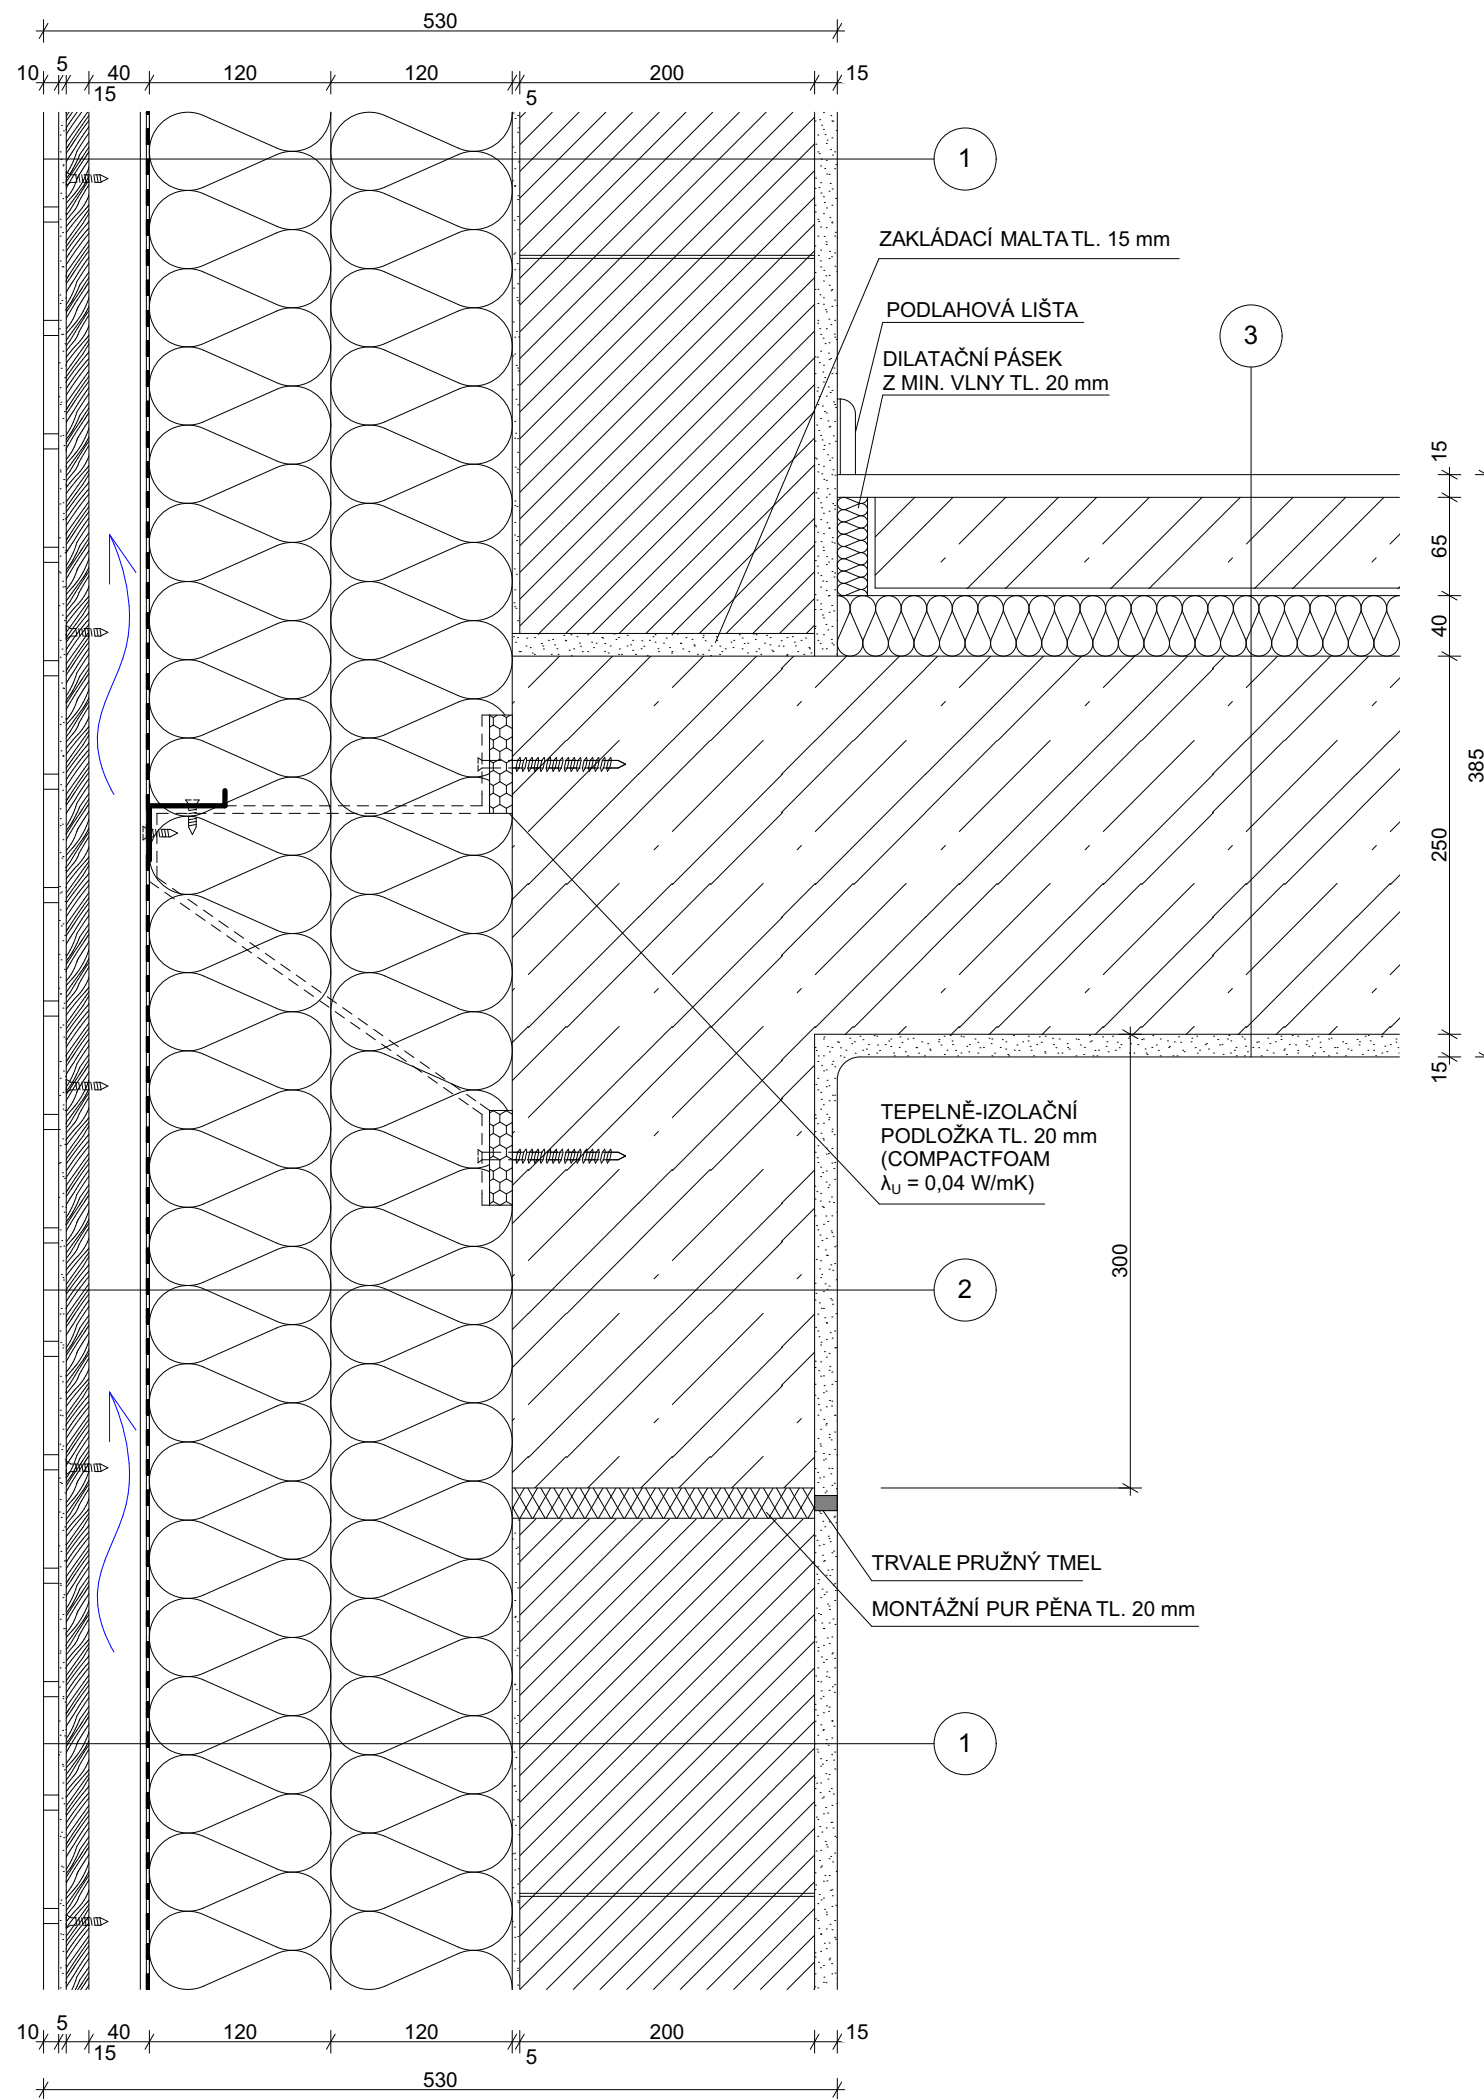 530
10 5 15 40 120 120 5 200 15
1
ZAKLÁDACÍ MALTA TL. 15 mm
PODLAHOVÁ LIŠTA
3
DILATAČNÍ PÁSEK
Z MIN. VLNY TL. 20 mm
15
65
40
385
250
15
TEPELNĚ-IZOLAČNÍ
PODLOŽKA TL. 20 mm
(COMPACTFOAM
λU = 0,04 W/mK)
300
2
TRVALE PRUŽNÝ TMEL
MONTÁŽNÍ PUR PĚNA TL. 20 mm
1
10 5 15 40 120 120 5 200 15
530